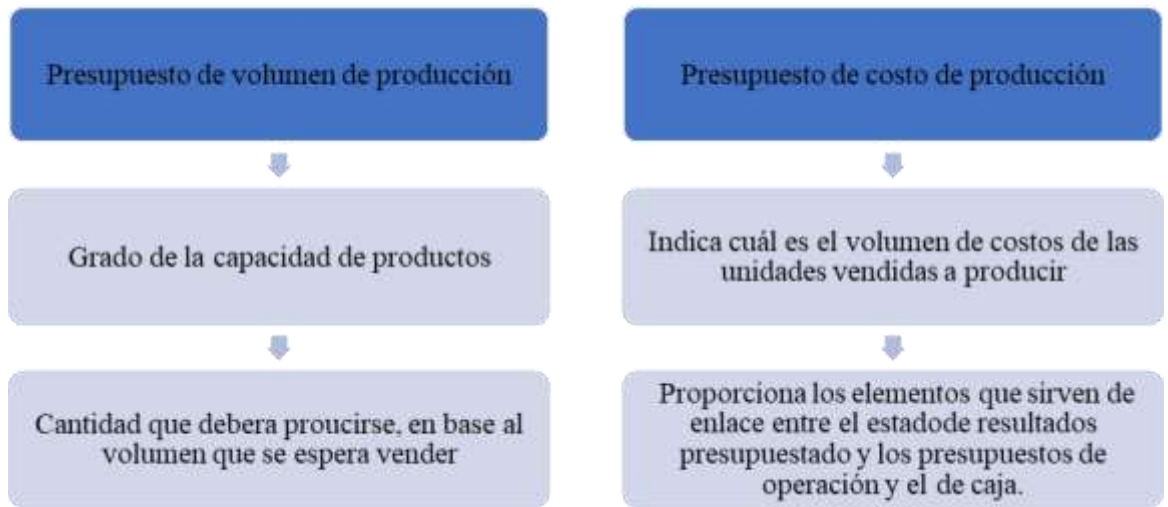 Presupuesto de volumen de producción
Grado de la capacidad de productos
Cantidad que debera proucirse, en base al
volumen que se espera vender
Presupuesto de costo de producción
Indica cuál es el volumen de costos de las
unidades vendidas a producir
Proporciona los elementos que sirven de
enlace entre el estadode resultados
presupuestado y los presupuestos de
operación y el de caja.